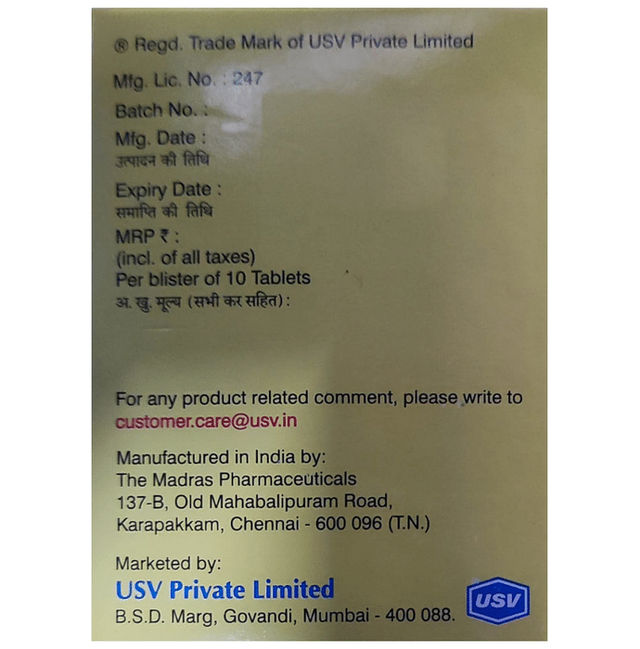 ® Regd. Trade Mark of USV Private Limited
Mfg. Lic. No. : 247
Batch No. :
Mfg. Date :
उत्पादन की तिथि
Expiry Date :
समाप्ति की तिथि
MRP ₹ :
(incl. of all taxes)
Per blister of 10 Tablets
अ. खु. मूल्य (सभी कर सहित) :
For any product related comment, please write to
customer.care@usv.in
Manufactured in India by:
The Madras Pharmaceuticals
137-B, Old Mahabalipuram Road,
Karapakkam, Chennai - 600 096 (T.N.)
Marketed by:
USV Private Limited
B.S.D. Marg, Govandi, Mumbai - 400 088.
USV